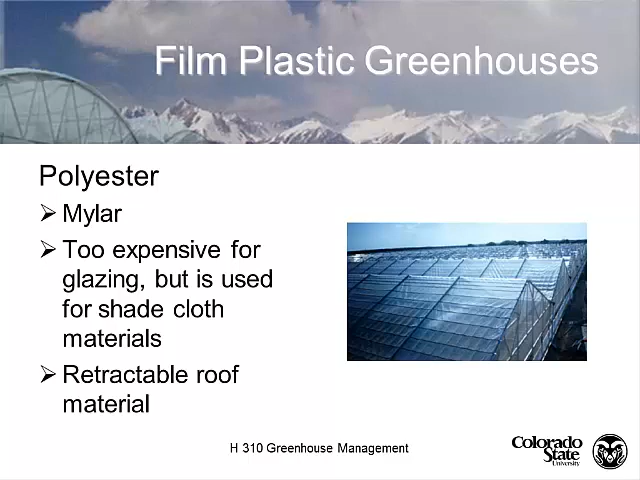 Film Plastic Greenhouses
Polyester
Mylar
Too expensive for
glazing, but is used
for shade cloth
materials
Retractable roof
material
H 310 Greenhouse Management
Colorado
State
University